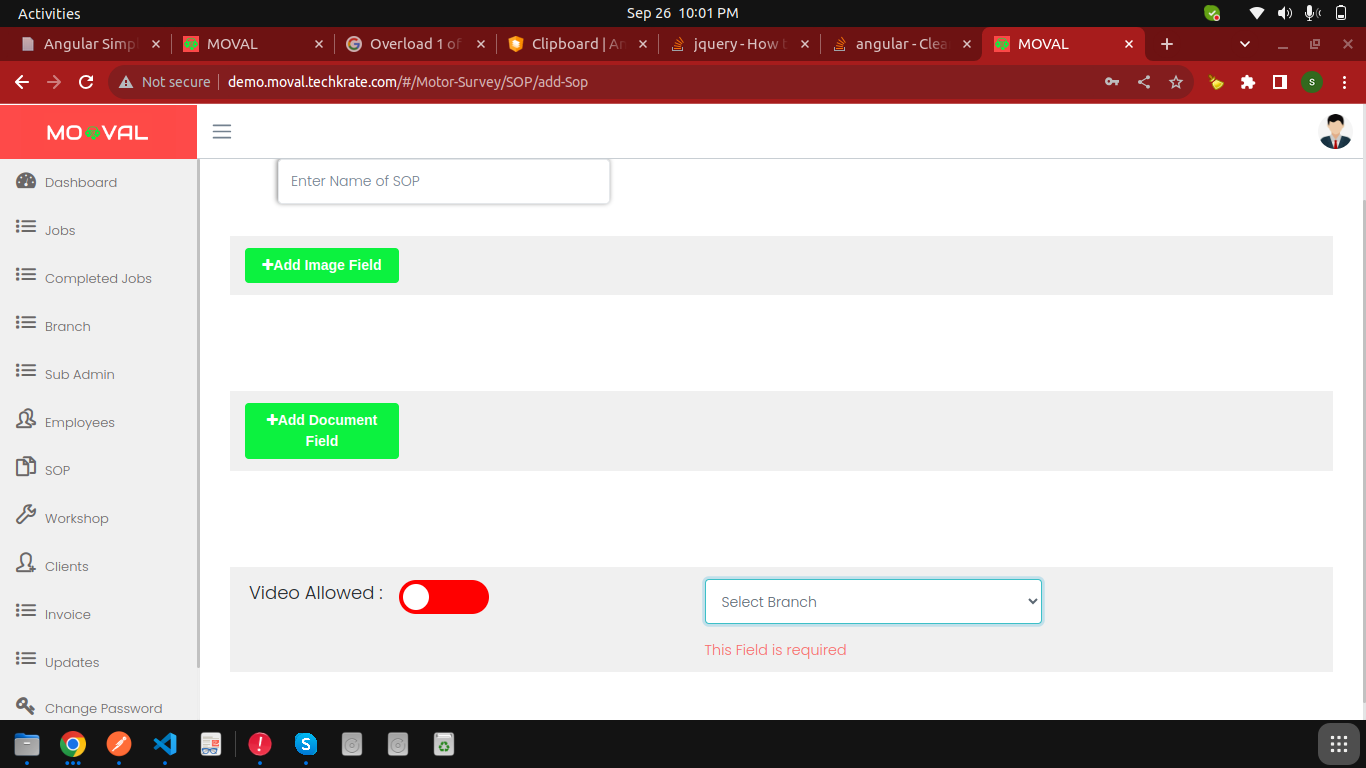 Activities
Sep 26 10:01 PM
Angular Simp
MOVAL
Overload 1 of
Clipboard | An
jquery - How t
angular - Clea
MOVAL
Not secure
demo.moval.techkrate.com/#/Motor-Survey/SOP/add-Sop
S
MOVAL
Dashboard
Jobs
Completed Jobs
Branch
Sub Admin
Employees
SOP
Workshop
Clients
Invoice
Updates
Change Password
Enter Name of SOP
+Add Image Field
+Add Document
Field
Video Allowed :
Select Branch
This Field is required